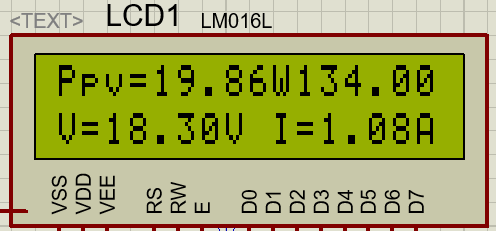 <TEXT> LCD1 LM016L
Ppv=19.86W134.00
V=18.30V I=1.08A
VSS VDD VEE RS RW E D0 D1 D2 D3 D4 D5 D6 D7